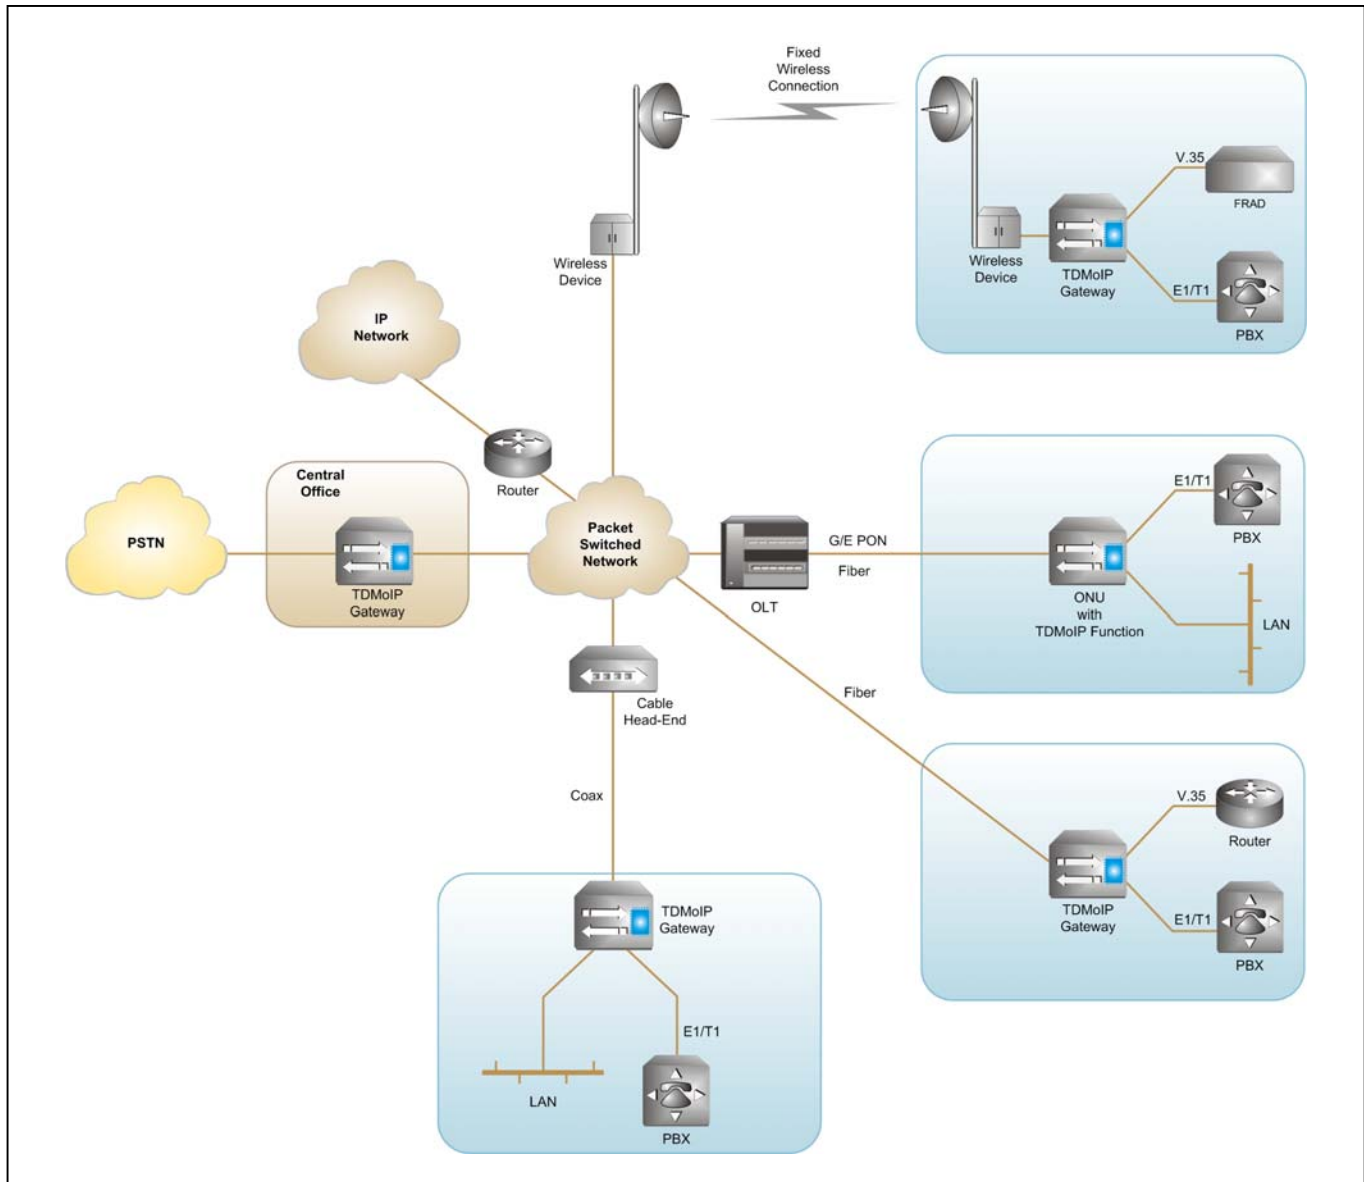 Fixed
Wireless
Connection
V.35
FRAD
Wireless
Device
Wireless
Device
TDMoIP
Gateway
E1/T1
PBX
IP
Network
Router
Central
Office
PSTN
TDMoIP
Gateway
Packet
Switched
Network
OLT
G/E PON
Fiber
E1/T1
PBX
ONU
with
TDMoIP Function
LAN
Cable
Head-End
Fiber
Coax
V.35
Router
TDMoIP
Gateway
E1/T1
PBX
TDMoIP
Gateway
E1/T1
LAN
PBX